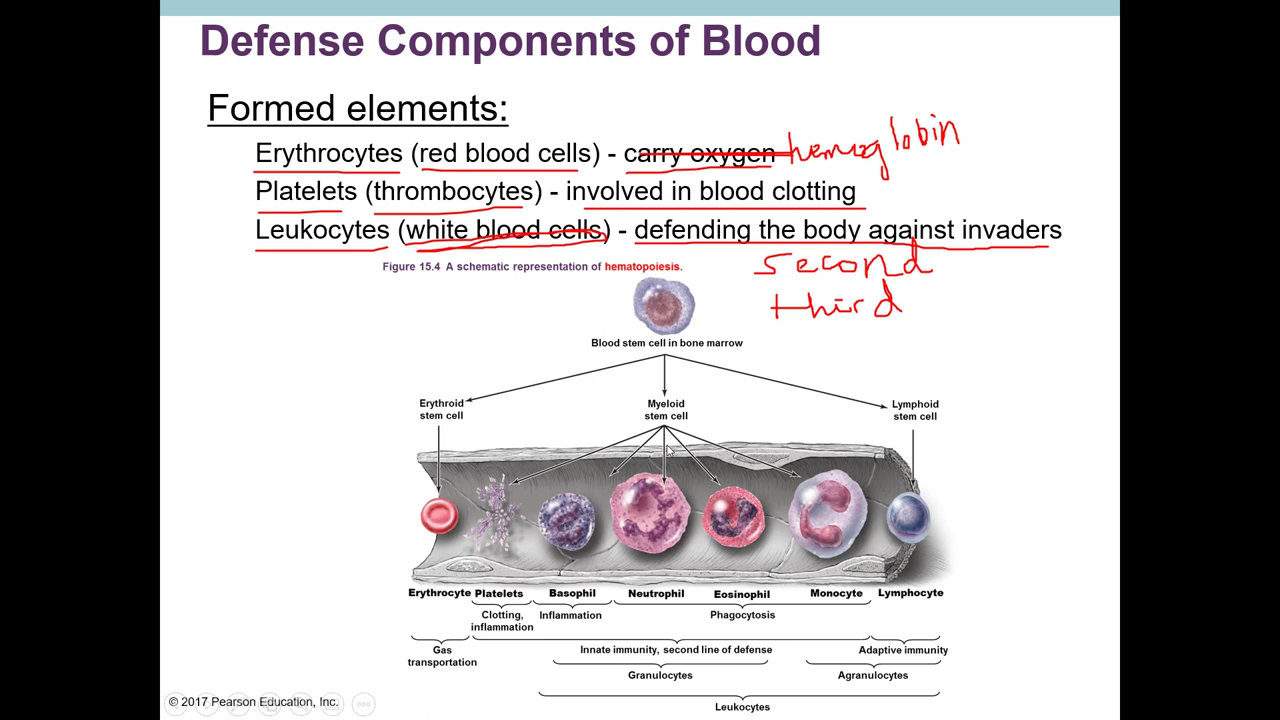 Defense Components of Blood
Formed elements:
Erythrocytes (red blood cells) - carry oxygen hemoglobin
Platelets (thrombocytes) - involved in blood clotting
Leukocytes (white blood cells) - defending the body against invaders
second
third
Figure 15.4 A schematic representation of hematopoiesis.
Blood stem cell in bone marrow
Erythroid
stem cell
Myeloid
stem cell
Lymphoid
stem cell
Erythrocyte Platelets Basophil Neutrophil Eosinophil Monocyte Lymphocyte
Clotting,
inflammation
Inflammation
Phagocytosis
Gas
transportation
Innate immunity, second line of defense
Adaptive immunity
Granulocytes
Agranulocytes
Leukocytes
© 2017 Pearson Education, Inc.